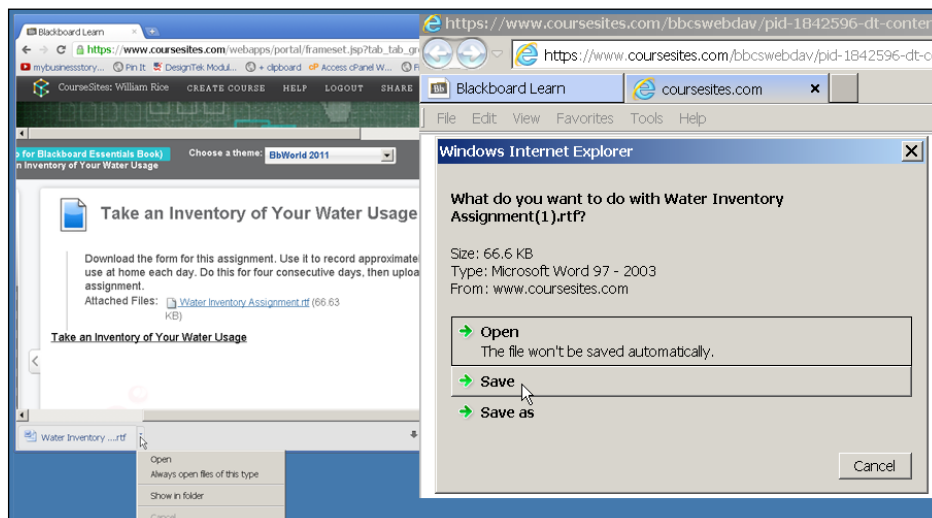 Blackboard Learn
https://www.coursesites.com/webapps/portal/frameset.jsp?tab_tab_gr
mybusinessstory... Pin It DesignTek Modul... + clipboard Access cPanel W...
CourseSites: William Rice CREATE COURSE HELP LOGOUT SHARE
for Blackboard Essentials Book) Choose a theme: BbWorld 2011
n Inventory of Your Water Usage
Take an Inventory of Your Water Usage
Download the form for this assignment. Use it to record approximate
use at home each day. Do this for four consecutive days, then uploa
assignment.
Attached Files: Water Inventory Assignment.rtf (66.63
KB)
Take an Inventory of Your Water Usage
Water Inventory ....rtf
Open
Always open files of this type
Show in folder
Cancel
https://www.coursesites.com/bbcswebdav/pid-1842596-dt-conter
https://www.coursesites.com/bbcswebdav/pid-1842596-dt-c
Bb Blackboard Learn coursesites.com
File Edit View Favorites Tools Help
Windows Internet Explorer
What do you want to do with Water Inventory
Assignment(1).rtf?
Size: 66.6 KB
Type: Microsoft Word 97 - 2003
From: www.coursesites.com
Open
The file won't be saved automatically.
Save
Save as
Cancel